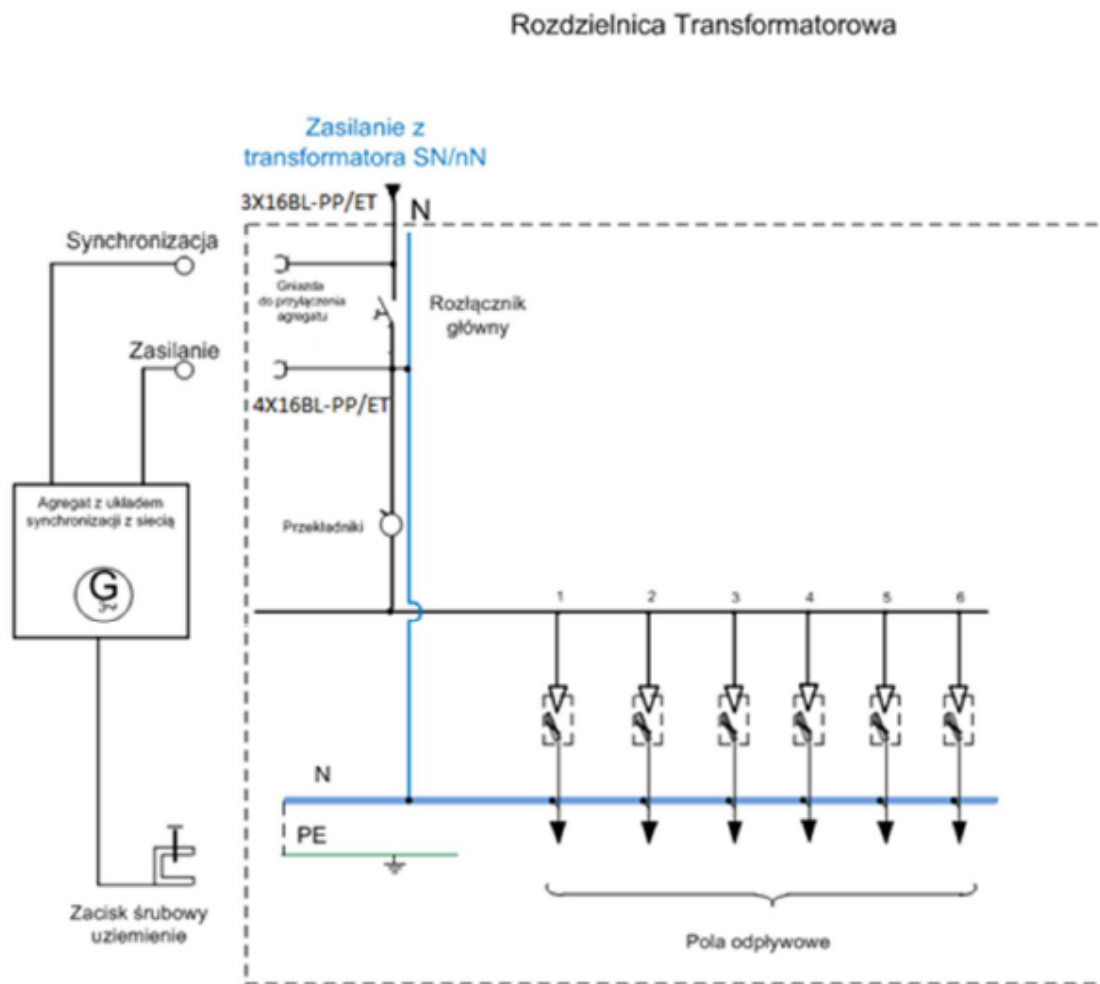 Rozdzielnica Transformatorowa
Zasilanie z
transformatora SN/nN
3X16BL-PP/ET
N
Synchronizacja
Gniazda
do przyłączenia
agregatu
Rozłącznik
główny
Zasilanie
4X16BL-PP/ET
Agregat z układem
synchronizacji z siecią
G
3~
Przekładniki
1 2 3 4 5 6
N
PE
Zacisk śrubowy
uziemienie
Pola odpływowe